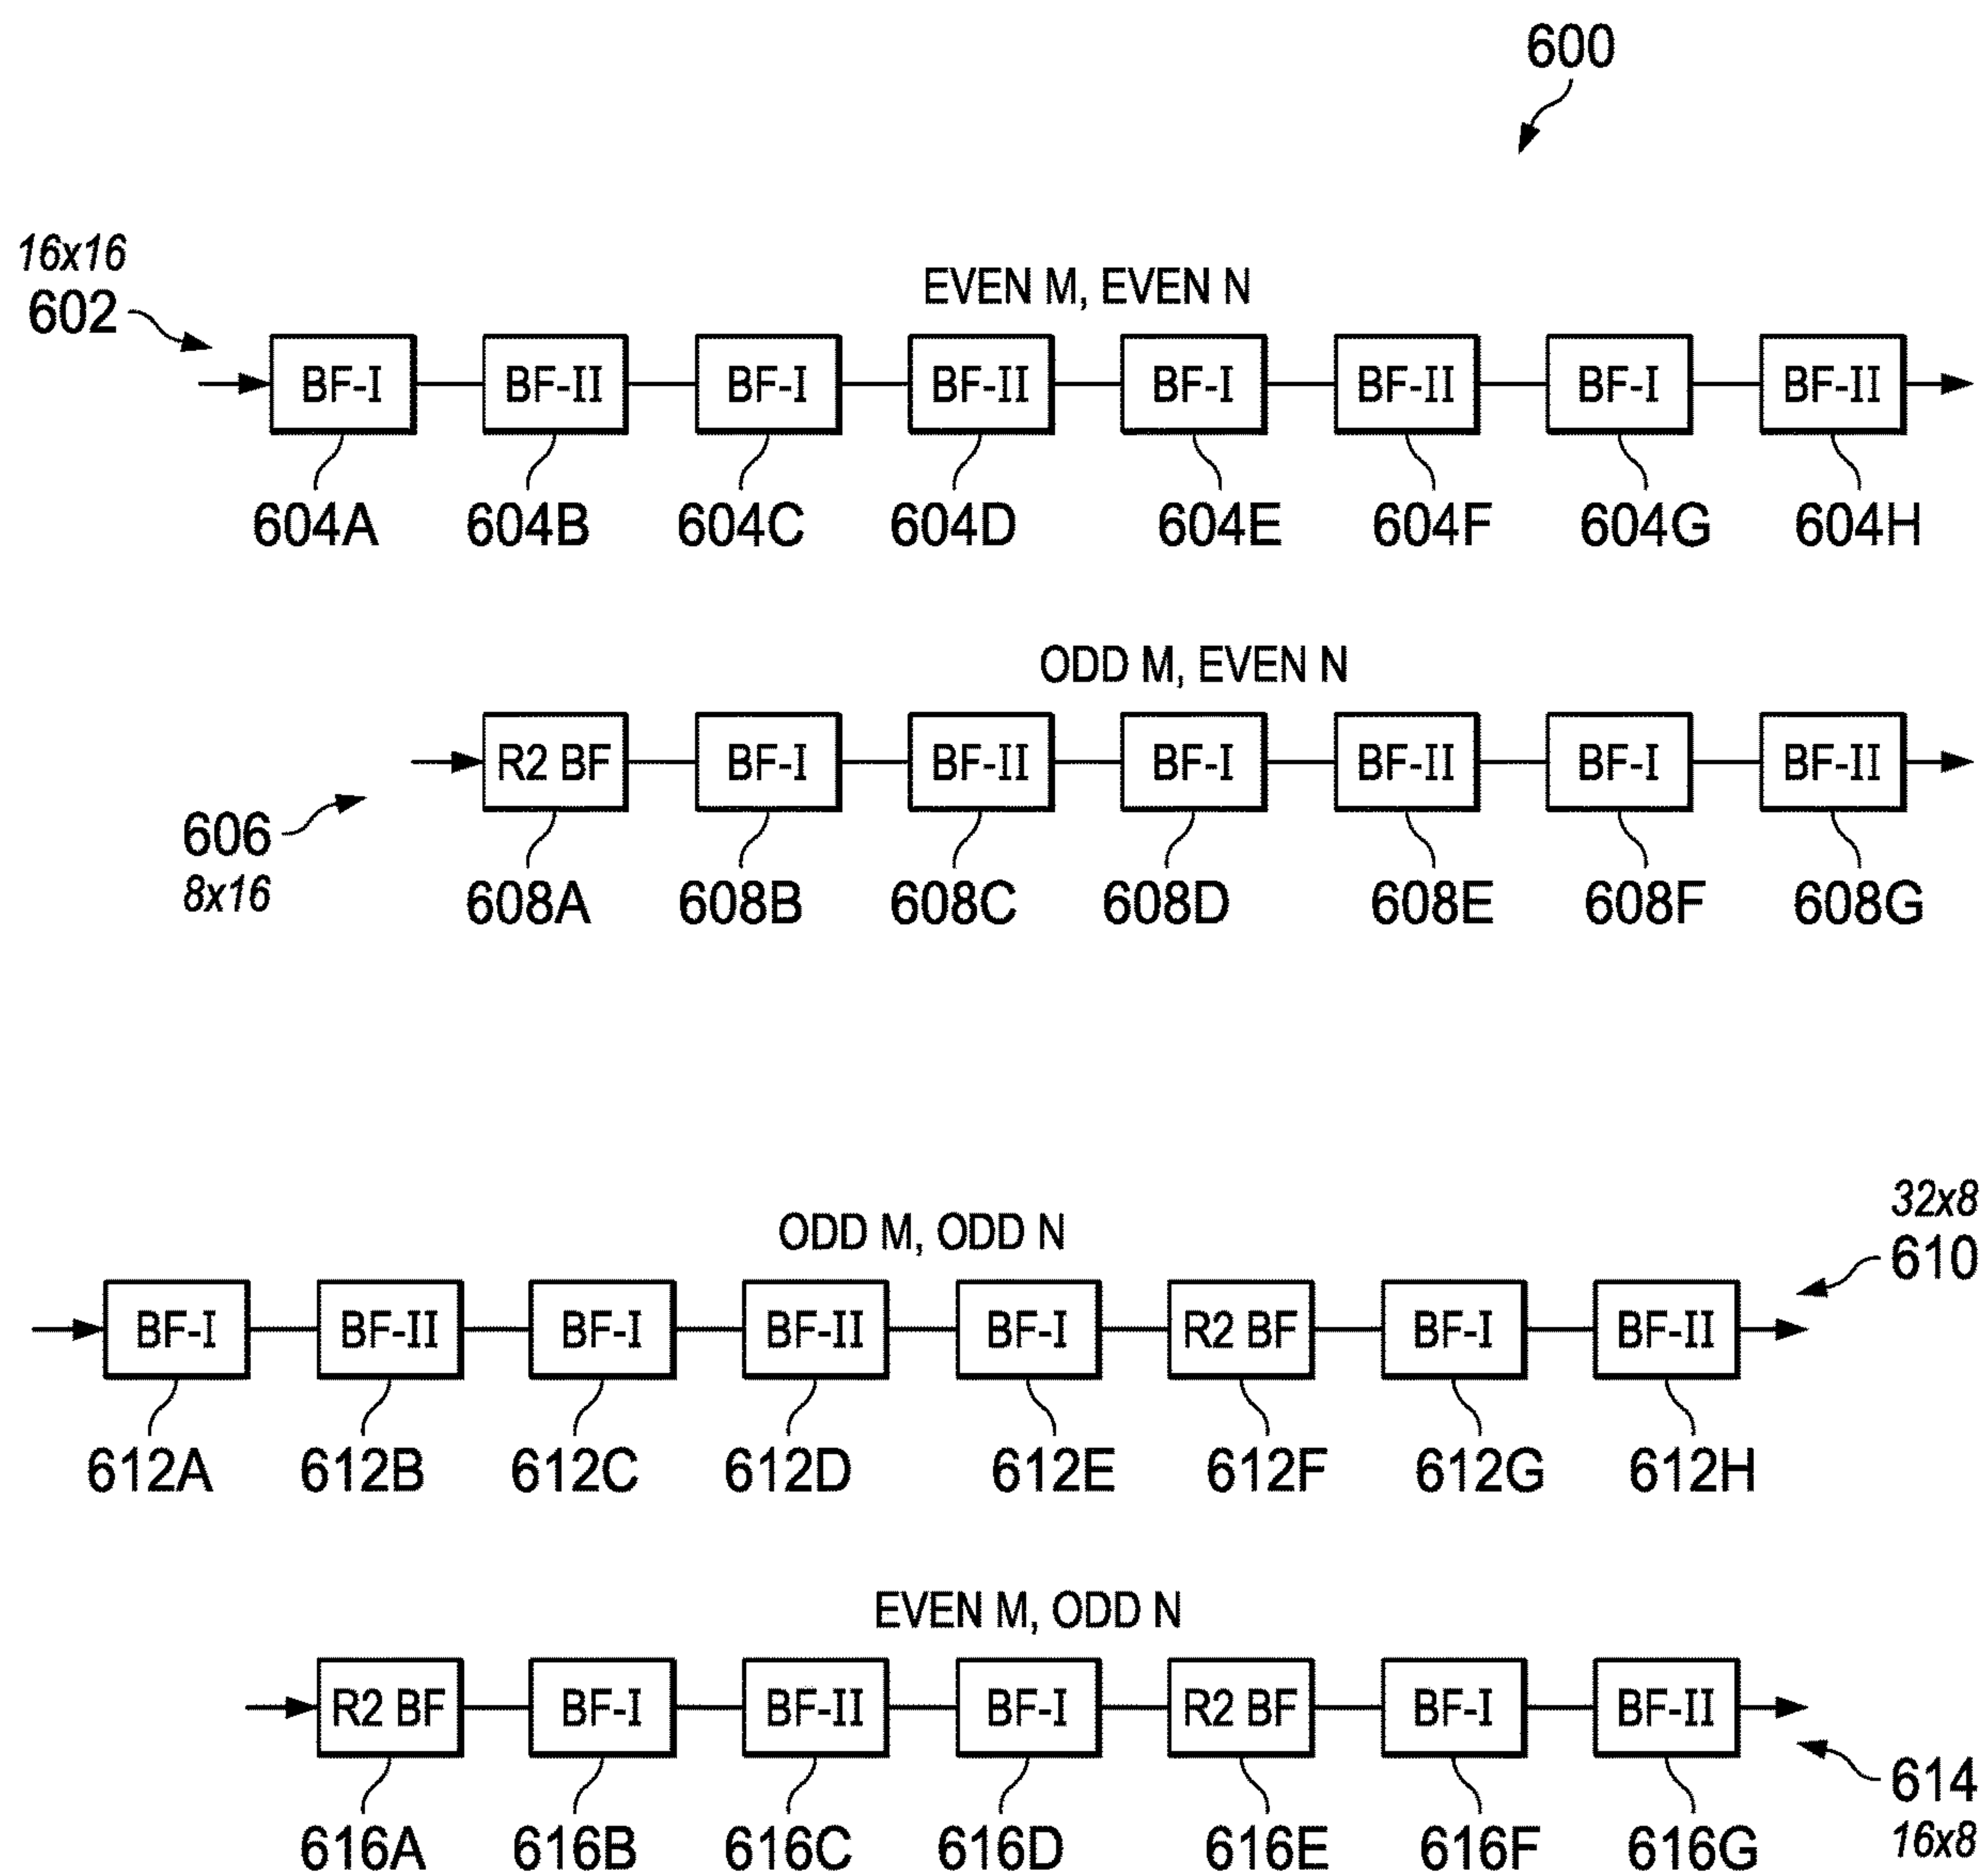 600
16x16
602
EVEN M, EVEN N
BF-I BF-II BF-I BF-II BF-I BF-II BF-I BF-II
604A 604B 604C 604D 604E 604F 604G 604H
ODD M, EVEN N
R2 BF BF-I BF-II BF-I BF-II BF-I BF-II
606
8x16
608A 608B 608C 608D 608E 608F 608G
ODD M, ODD N
32x8
610
BF-I BF-II BF-I BF-II BF-I R2 BF BF-I BF-II
612A 612B 612C 612D 612E 612F 612G 612H
EVEN M, ODD N
R2 BF BF-I BF-II BF-I R2 BF BF-I BF-II
614
16x8
616A 616B 616C 616D 616E 616F 616G